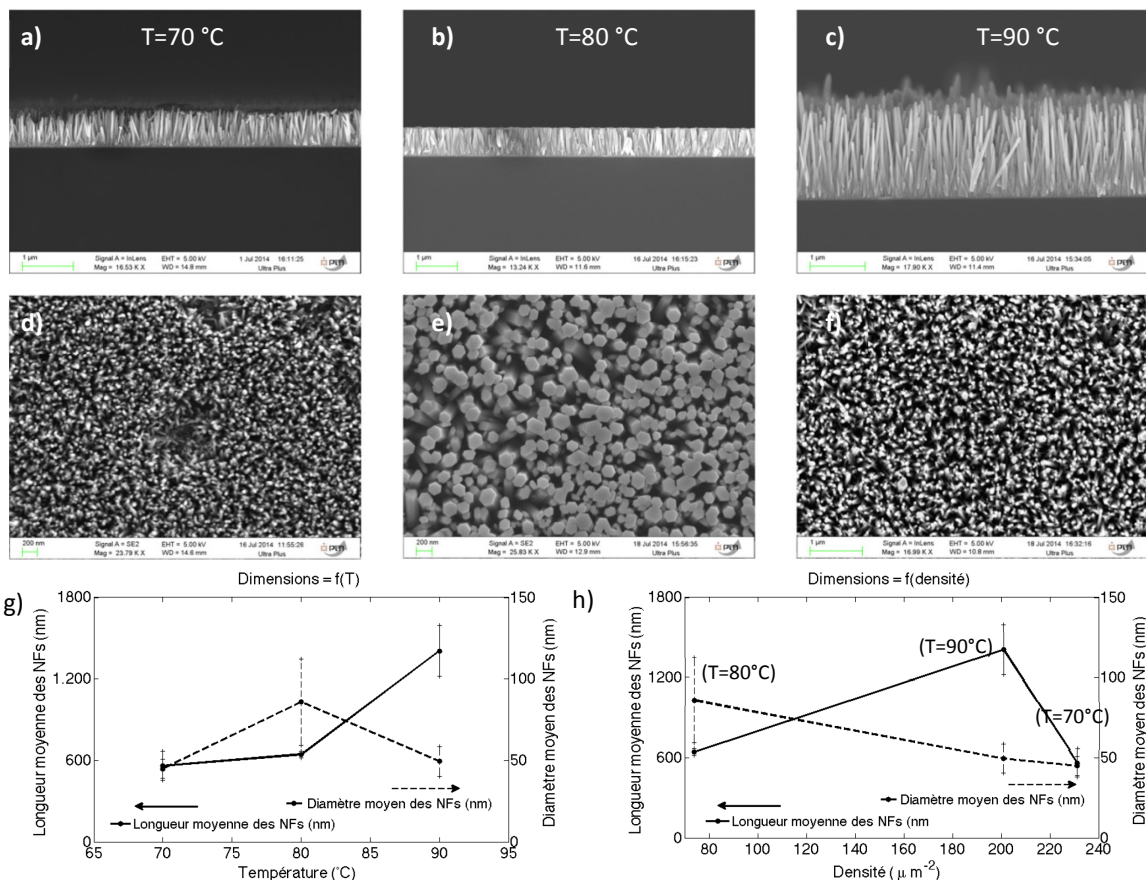 a) T=70 °C
b) T=80 °C
c) T=90 °C
1 µm Signal A = InLens EHT = 5.00 kV 1 Jul 2014 16:11:25
Mag = 16.53 K X WD = 14.8 mm Ultra Plus
1 µm Signal A = InLens EHT = 5.00 kV 16 Jul 2014 16:15:23
Mag = 13.24 K X WD = 11.6 mm Ultra Plus
1 µm Signal A = InLens EHT = 5.00 kV 16 Jul 2014 15:34:05
Mag = 17.90 K X WD = 11.4 mm Ultra Plus
d)
e)
f)
200 nm Signal A = SE2 EHT = 5.00 kV 16 Jul 2014 11:55:26
Mag = 23.79 K X WD = 14.6 mm Ultra Plus
200 nm Signal A = SE2 EHT = 5.00 kV 18 Jul 2014 15:56:35
Mag = 25.83 K X WD = 12.9 mm Ultra Plus
1 µm Signal A = SE2 EHT = 5.00 kV 18 Jul 2014 16:32:16
Mag = 16.99 K X WD = 10.8 mm Ultra Plus
g)
Dimensions = f(T)
Longueur moyenne des NFs (nm)
1800
1.200
600
0
150
100
50
0
Diamètre moyen des NFs (nm)
Diamètre moyen des NFs (nm)
Longueur moyenne des NFs (nm)
65 70 75 80 85 90 95
Température (°C)
h)
Dimensions = f(densité)
Longueur moyenne des NFs (nm)
1800
1200
600
0
150
100
50
0
Diamètre moyen des NFs (nm)
(T=80°C)
(T=90°C)
(T=70°C)
Diamètre moyen des NFs (nm)
Longueur moyenne des NFs (nm
80 100 120 140 160 180 200 220 240
Densité ( µ m-2)